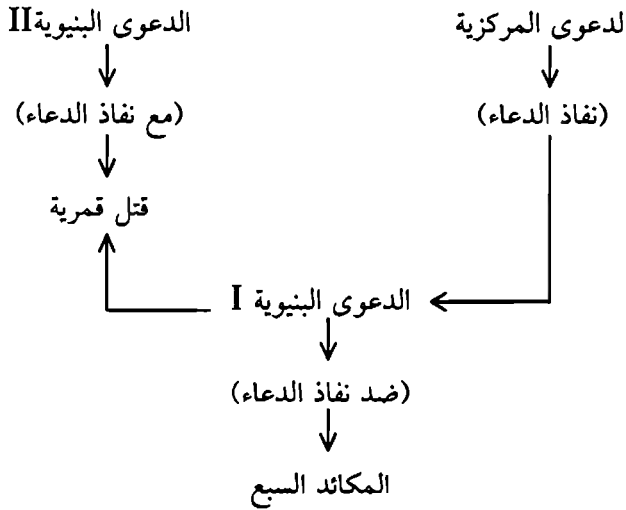 لدعوى المركزية
الدعوى البنيويةII
(نفاذ الدعاء)
(مع نفاذ الدعاء)
قتل قمرية
الدعوى البنيوية I
(ضد نفاذ الدعاء)
المكائد السبع